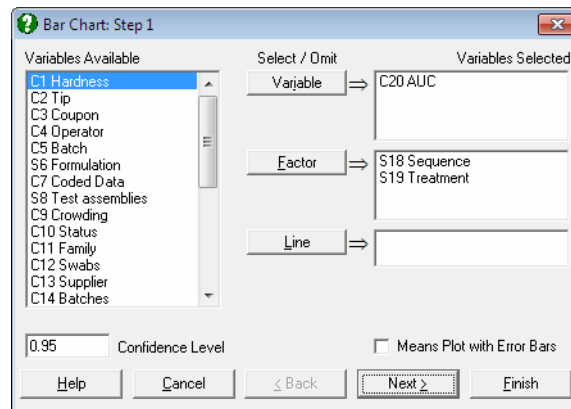 Bar Chart: Step 1
Variables Available
Select / Omit
Variables Selected
C1 Hardness
C2 Tip
C3 Coupon
C4 Operator
C5 Batch
S6 Formulation
C7 Coded Data
S8 Test assemblies
C9 Crowding
C10 Status
C11 Family
C12 Swabs
C13 Supplier
C14 Batches
Variable
C20 AUC
Factor
S18 Sequence
S19 Treatment
Line
0.95 Confidence Level
Means Plot with Error Bars
Help Cancel < Back Next > Finish